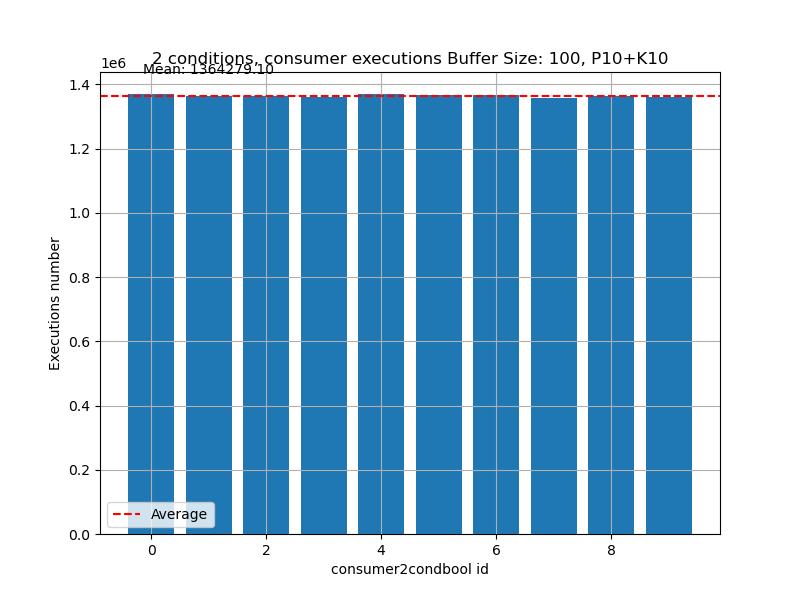 2 conditions, consumer executions Buffer Size: 100, P10+K10
1e6
Mean: 1364279.10
1.4
1.2
1.0
0.8
0.6
0.4
0.2
0.0
Executions number
Average
0 2 4 6 8
consumer2condbool id